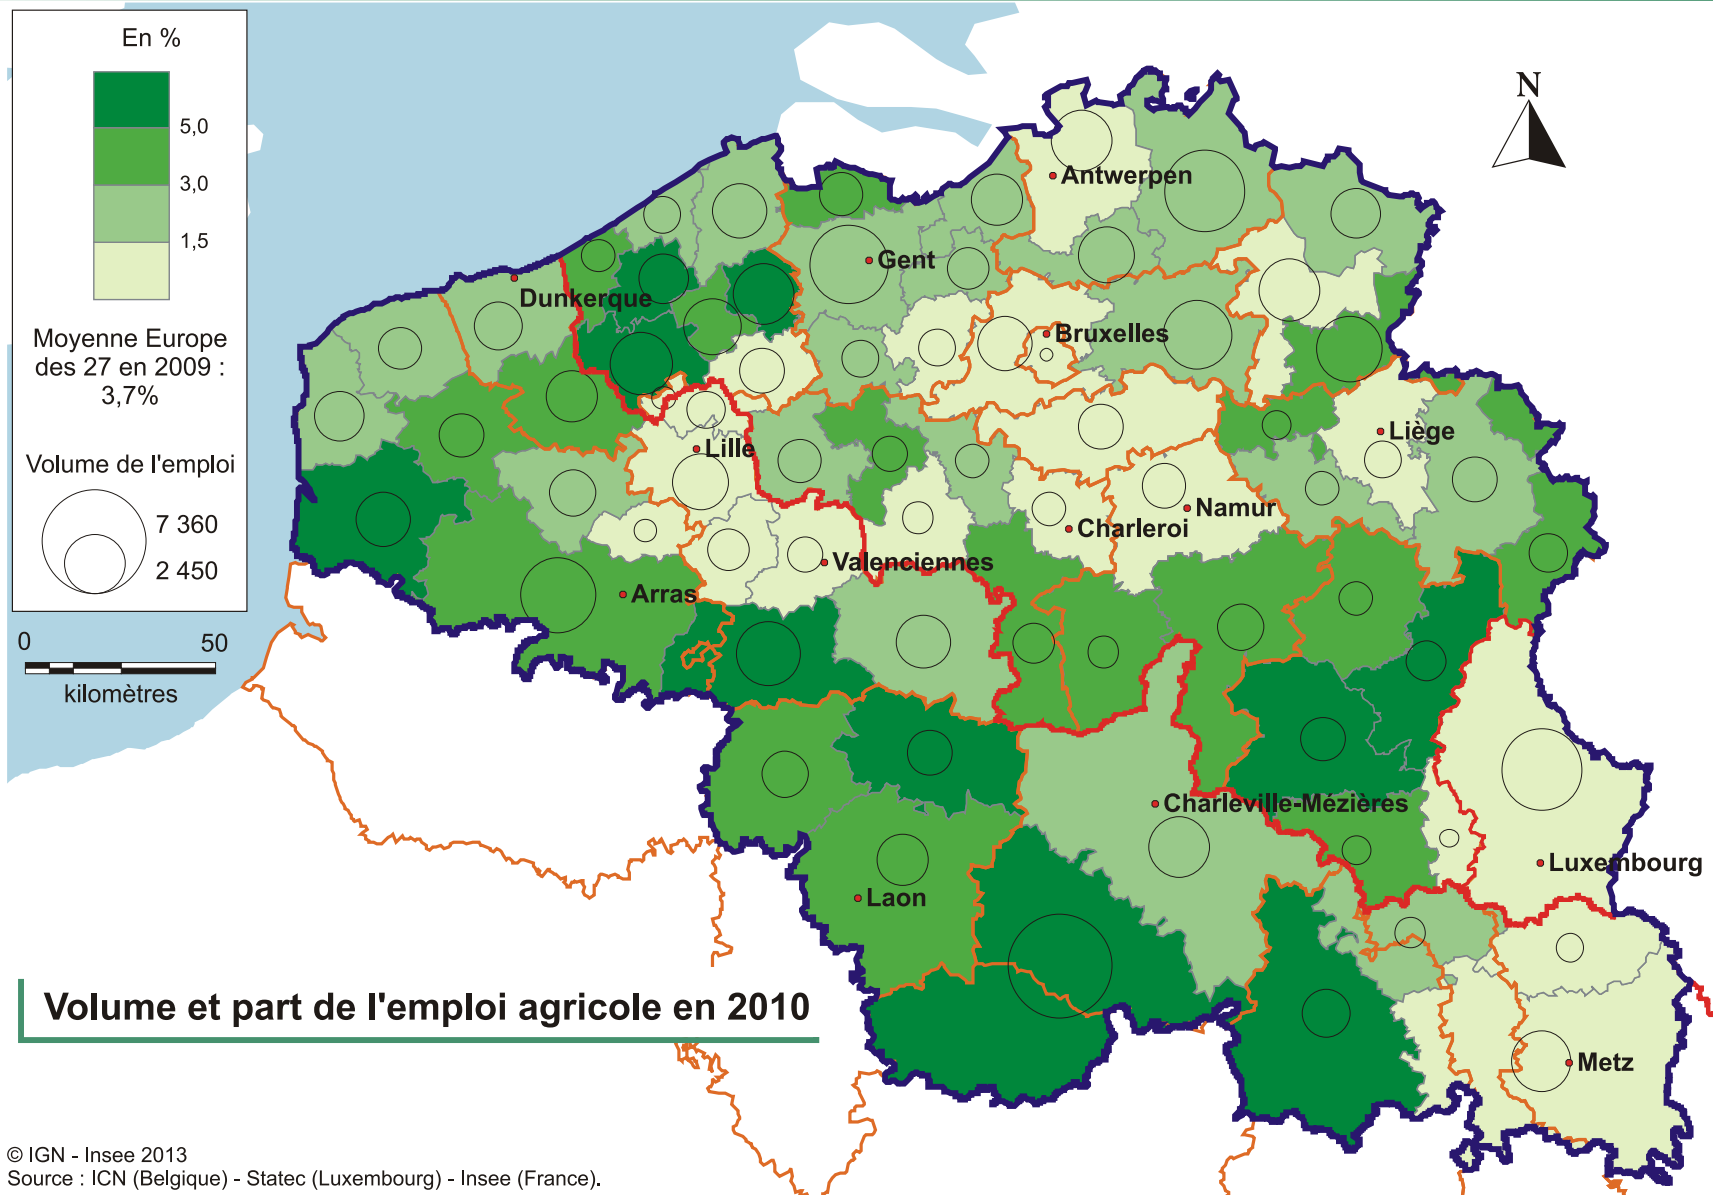 En %
5,0
3,0
1,5
Moyenne Europe
des 27 en 2009 :
3,7%
Volume de l'emploi
7 360
2 450
0 50
kilomètres
N
Antwerpen
Gent
Dunkerque
Bruxelles
Lille
Liège
Namur
Charleroi
Valenciennes
Arras
Charleville-Mézières
Luxembourg
Laon
Metz
Volume et part de l'emploi agricole en 2010
© IGN - Insee 2013
Source : ICN (Belgique) - Statec (Luxembourg) - Insee (France).